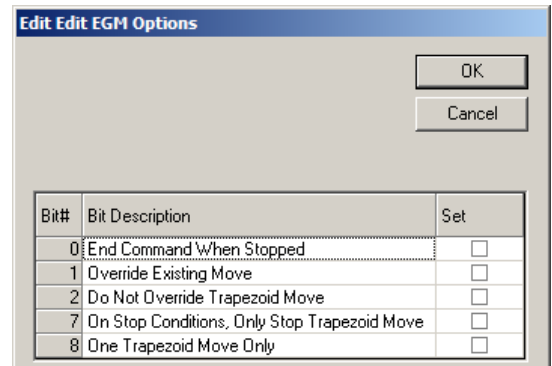 Edit Edit EGM Options
OK
Cancel
Bit# Bit Description Set
0 End Command When Stopped
1 Override Existing Move
2 Do Not Override Trapezoid Move
7 On Stop Conditions, Only Stop Trapezoid Move
8 One Trapezoid Move Only